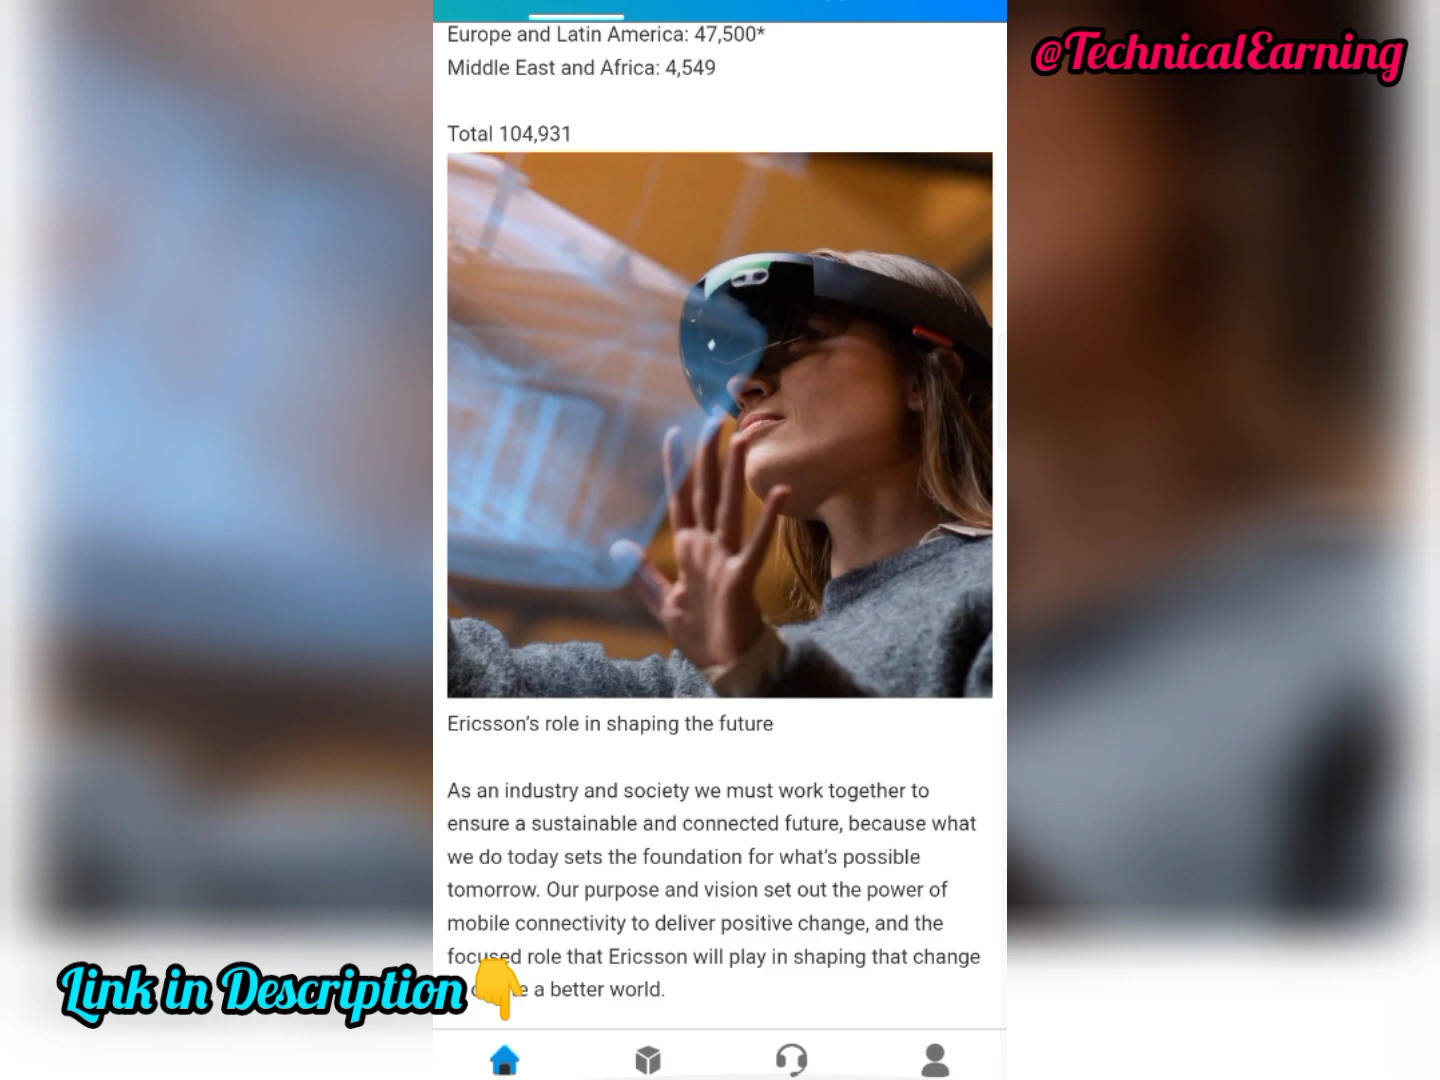 Europe and Latin America: 47,500*
Middle East and Africa: 4,549
Total 104,931
@TechnicalEarning
Ericsson’s role in shaping the future
As an industry and society we must work together to
ensure a sustainable and connected future, because what
we do today sets the foundation for what’s possible
tomorrow. Our purpose and vision set out the power of
mobile connectivity to deliver positive change, and the
focused role that Ericsson will play in shaping that change
a better world.
Link in Description